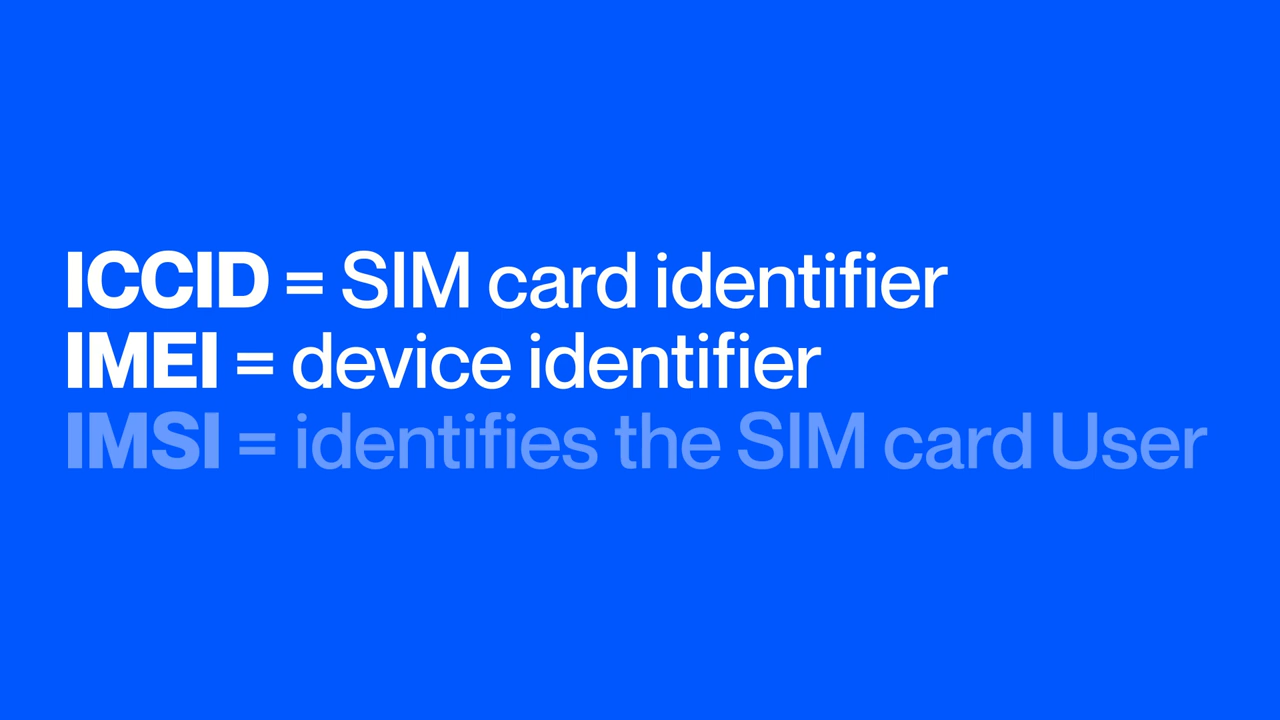 ICCID = SIM card identifier
IMEI = device identifier
IMSI = identifies the SIM card User